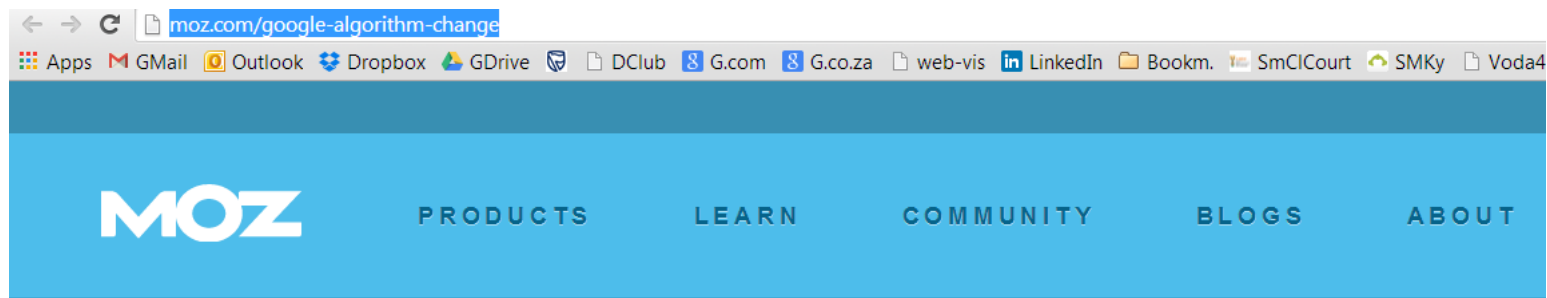 moz.com/google-algorithm-change
Apps GMail Outlook Dropbox GDrive DClub G.com G.co.za web-vis LinkedIn Bookm. SmClCourt SMKy Voda4
MOZ PRODUCTS LEARN COMMUNITY BLOGS ABOUT